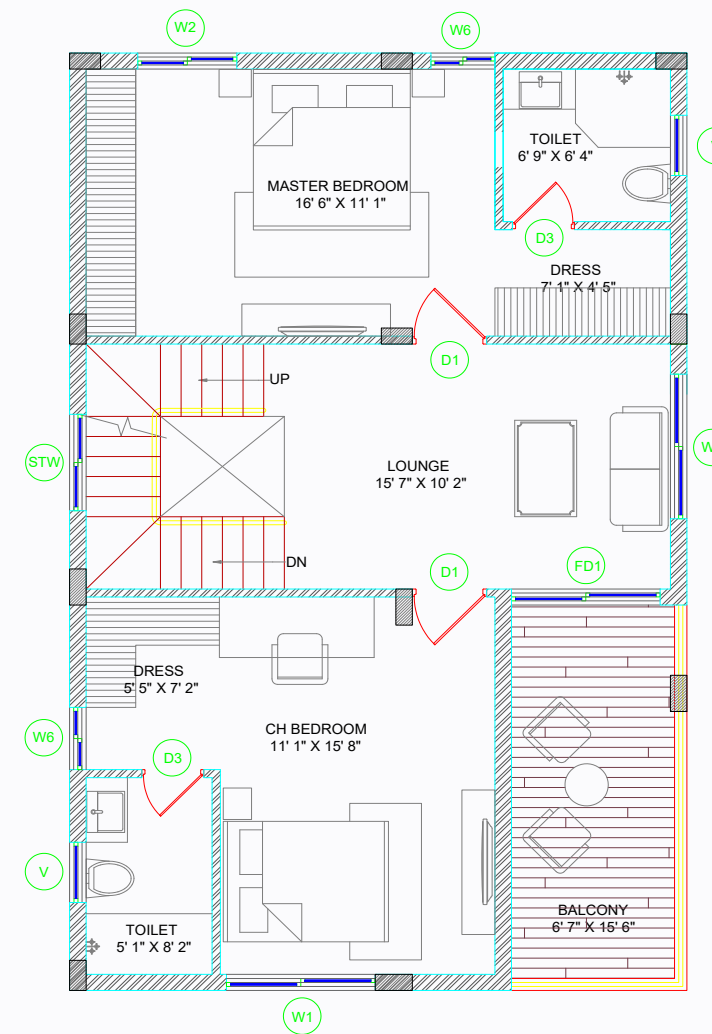 W2
W6
TOILET
6' 9" X 6' 4"
MASTER BEDROOM
16' 6" X 11' 1"
D3
DRESS
7' 1" X 4' 5"
D1
UP
STW
LOUNGE
15' 7" X 10' 2"
W
DN
D1
FD1
DRESS
5' 5" X 7' 2"
CH BEDROOM
11' 1" X 15' 8"
W6
D3
V
BALCONY
6' 7" X 15' 6"
TOILET
5' 1" X 8' 2"
W1